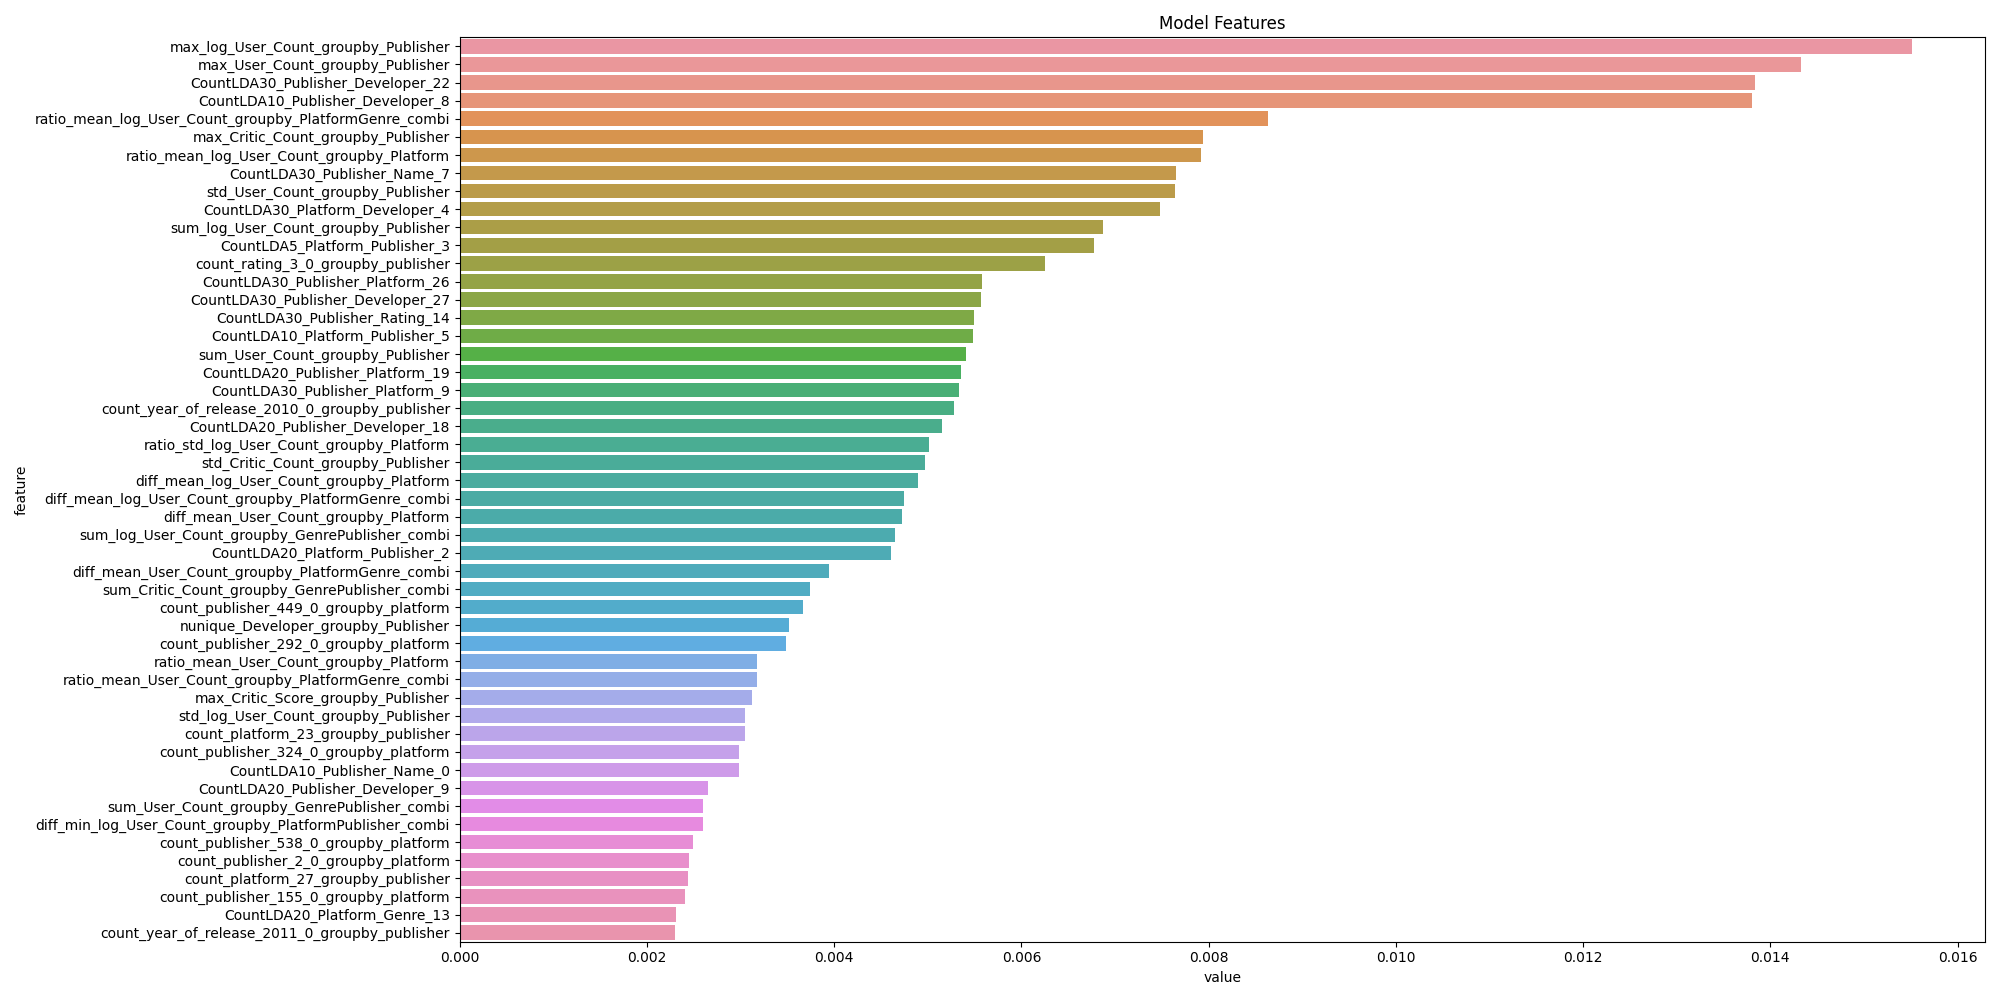 Model Features
max_log_User_Count_groupby_Publisher
max_User_Count_groupby_Publisher
CountLDA30_Publisher_Developer_22
CountLDA10_Publisher_Developer_8
ratio_mean_log_User_Count_groupby_PlatformGenre_combi
max_Critic_Count_groupby_Publisher
ratio_mean_log_User_Count_groupby_Platform
CountLDA30_Publisher_Name_7
std_User_Count_groupby_Publisher
CountLDA30_Platform_Developer_4
sum_log_User_Count_groupby_Publisher
CountLDA5_Platform_Publisher_3
count_rating_3_0_groupby_publisher
CountLDA30_Publisher_Platform_26
CountLDA30_Publisher_Developer_27
CountLDA30_Publisher_Rating_14
CountLDA10_Platform_Publisher_5
sum_User_Count_groupby_Publisher
CountLDA20_Publisher_Platform_19
CountLDA30_Publisher_Platform_9
count_year_of_release_2010_0_groupby_publisher
CountLDA20_Publisher_Developer_18
ratio_std_log_User_Count_groupby_Platform
std_Critic_Count_groupby_Publisher
diff_mean_log_User_Count_groupby_Platform
diff_mean_log_User_Count_groupby_PlatformGenre_combi
diff_mean_User_Count_groupby_Platform
sum_log_User_Count_groupby_GenrePublisher_combi
CountLDA20_Platform_Publisher_2
diff_mean_User_Count_groupby_PlatformGenre_combi
sum_Critic_Count_groupby_GenrePublisher_combi
count_publisher_449_0_groupby_platform
nunique_Developer_groupby_Publisher
count_publisher_292_0_groupby_platform
ratio_mean_User_Count_groupby_Platform
ratio_mean_User_Count_groupby_PlatformGenre_combi
max_Critic_Score_groupby_Publisher
std_log_User_Count_groupby_Publisher
count_platform_23_groupby_publisher
count_publisher_324_0_groupby_platform
CountLDA10_Publisher_Name_0
CountLDA20_Publisher_Developer_9
sum_User_Count_groupby_GenrePublisher_combi
diff_min_log_User_Count_groupby_PlatformPublisher_combi
count_publisher_538_0_groupby_platform
count_publisher_2_0_groupby_platform
count_platform_27_groupby_publisher
count_publisher_155_0_groupby_platform
CountLDA20_Platform_Genre_13
count_year_of_release_2011_0_groupby_publisher
feature
0.000 0.002 0.004 0.006 0.008 0.010 0.012 0.014 0.016
value